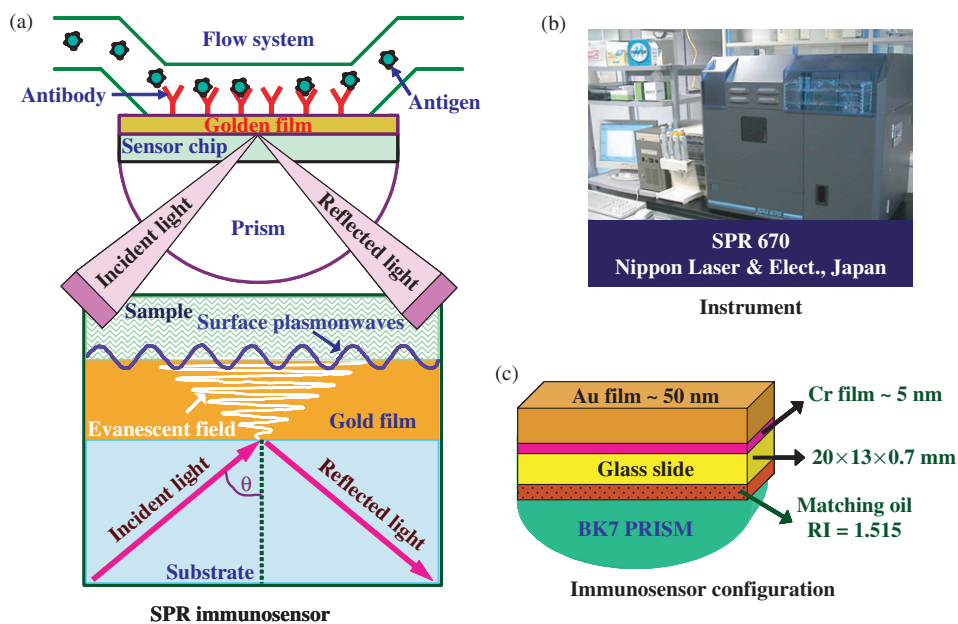 (a)
Flow system
Antibody
Antigen
Golden film
Sensor chip
Incident light
Prism
Reflected light
Sample
Surface plasmonwaves
Evanescent field
Gold film
Incident light
θ
Reflected light
Substrate
SPR immunosensor
(b)
SPR 670
Nippon Laser & Elect., Japan
Instrument
(c)
Au film ~ 50 nm
Cr film ~ 5 nm
Glass slide
20×13×0.7 mm
Matching oil
RI = 1.515
BK7 PRISM
Immunosensor configuration